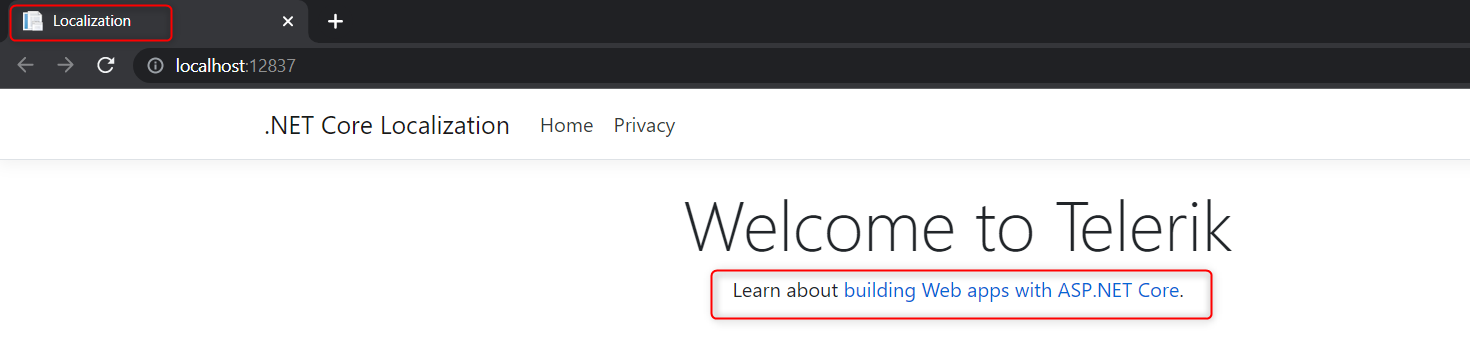 Localization
localhost:12837
.NET Core Localization Home Privacy
Welcome to Telerik
Learn about building Web apps with ASP.NET Core.